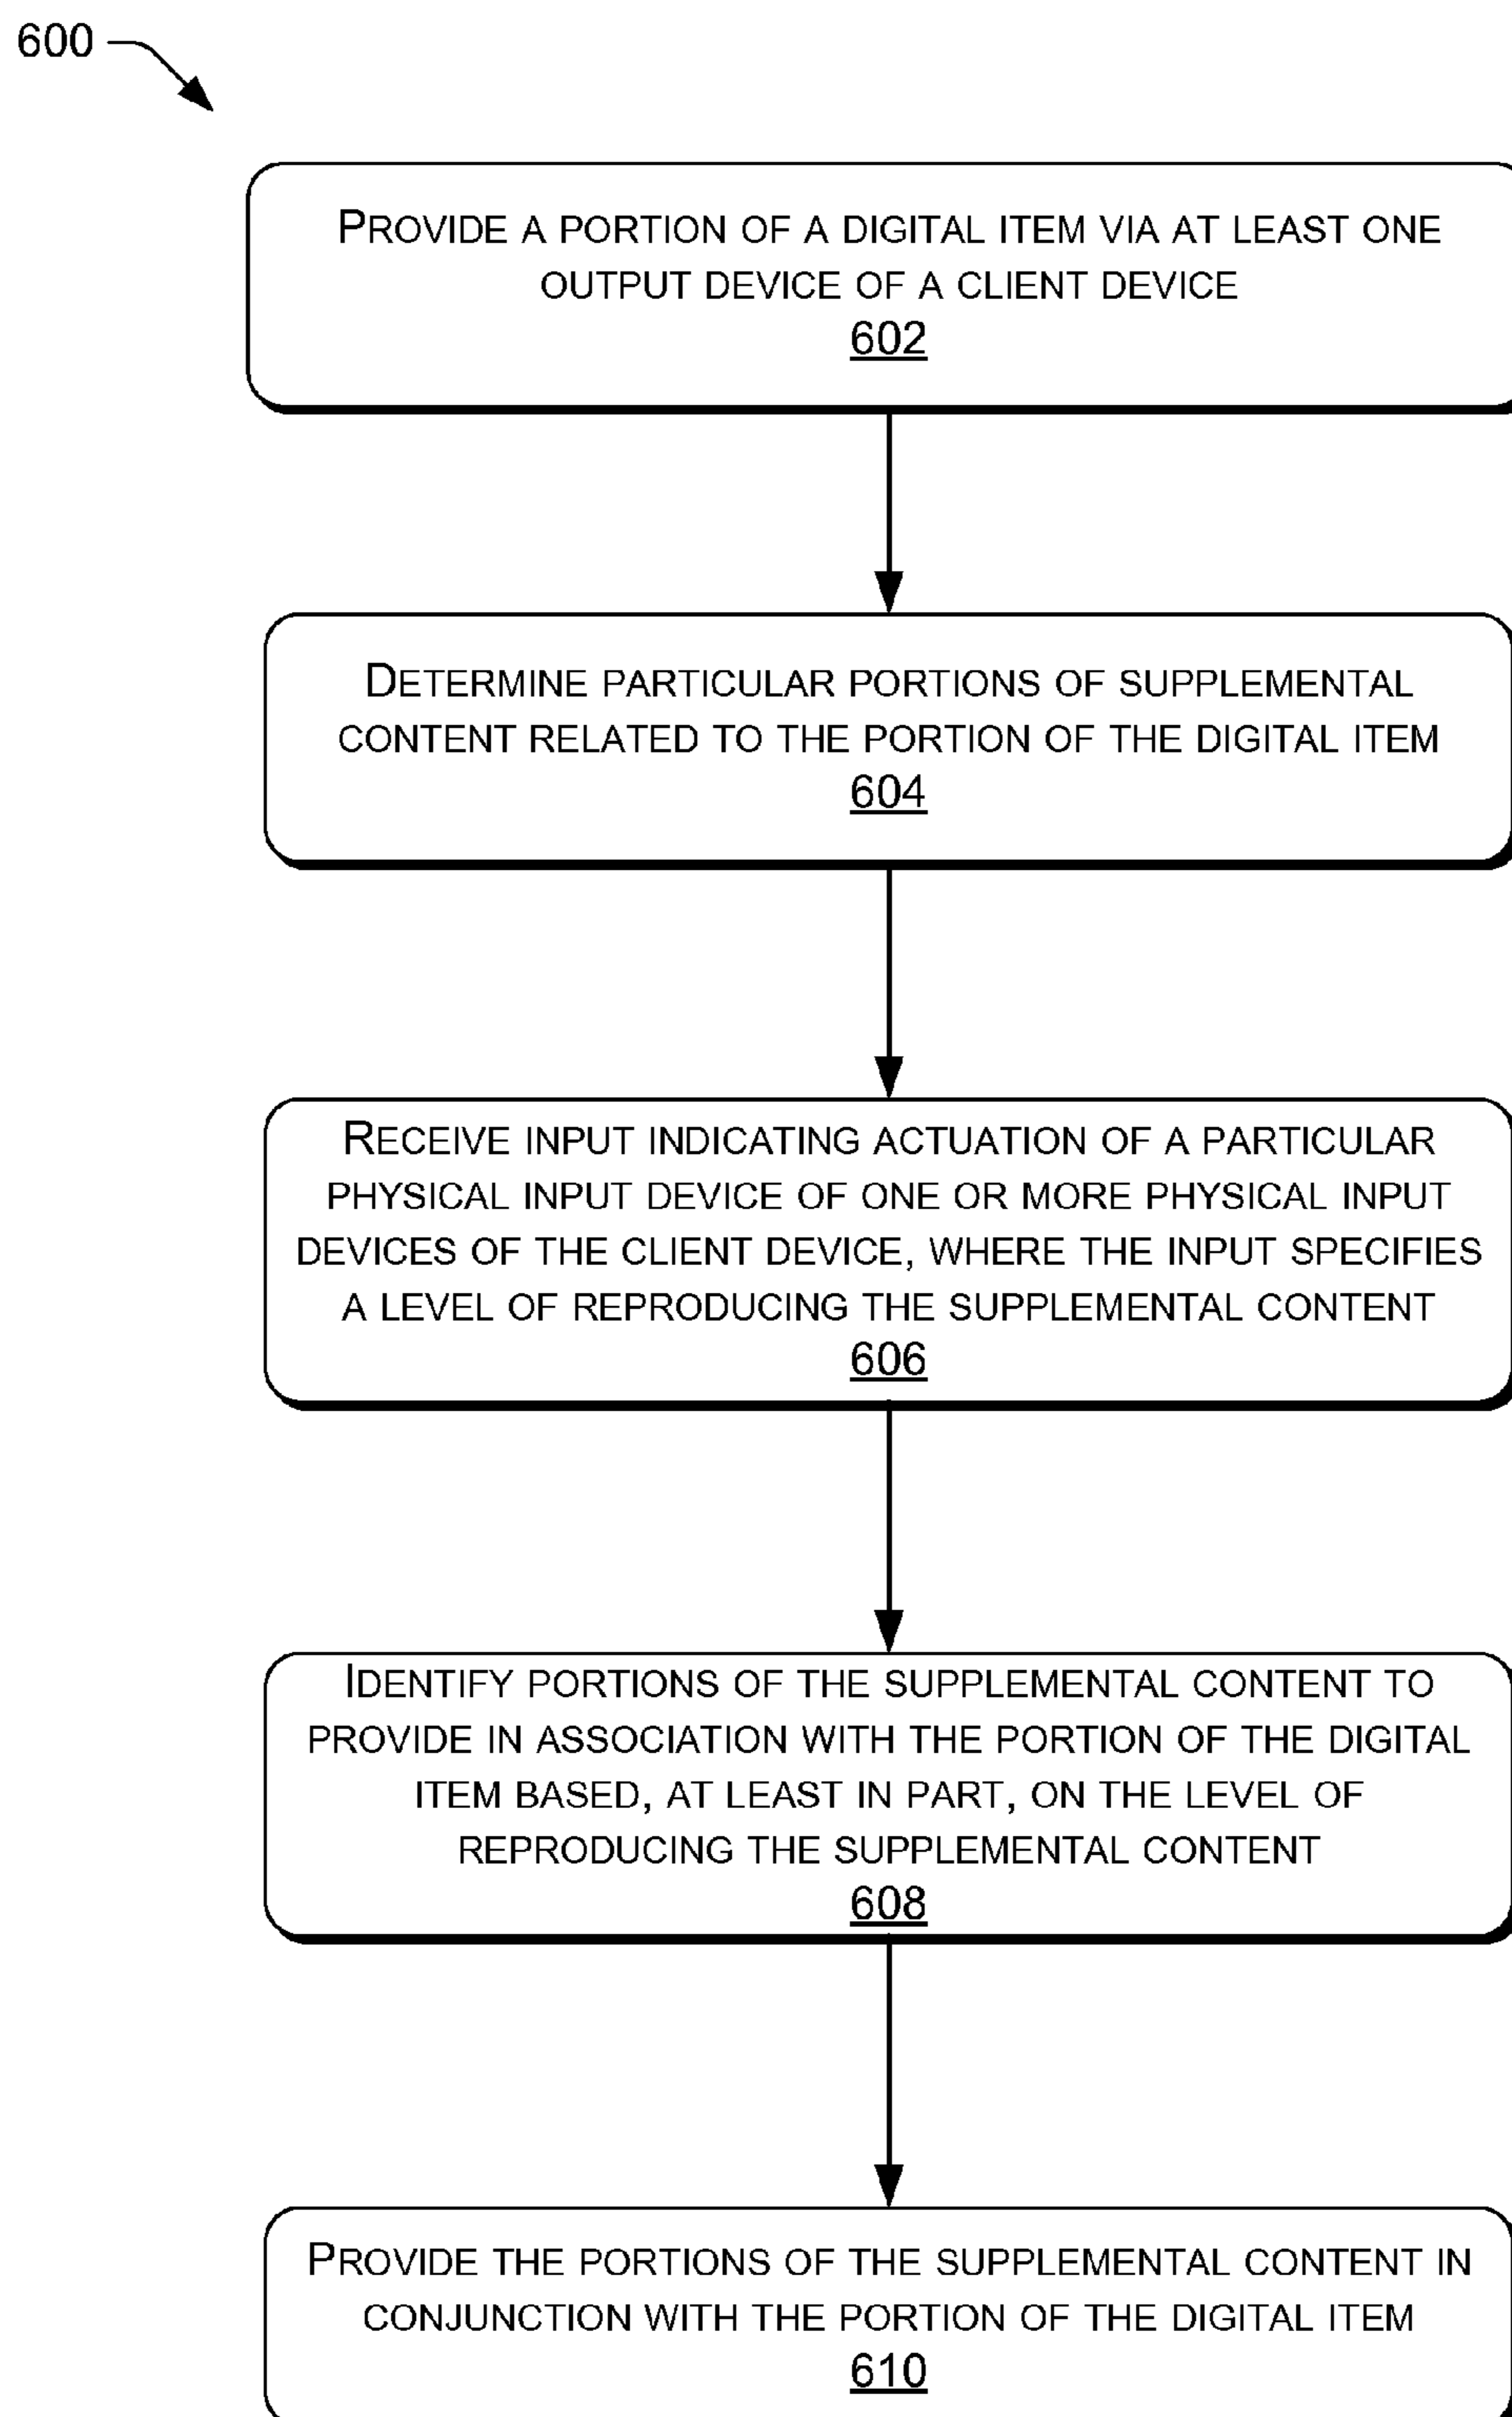 600
PROVIDE A PORTION OF A DIGITAL ITEM VIA AT LEAST ONE
OUTPUT DEVICE OF A CLIENT DEVICE
602
DETERMINE PARTICULAR PORTIONS OF SUPPLEMENTAL
CONTENT RELATED TO THE PORTION OF THE DIGITAL ITEM
604
RECEIVE INPUT INDICATING ACTUATION OF A PARTICULAR
PHYSICAL INPUT DEVICE OF ONE OR MORE PHYSICAL INPUT
DEVICES OF THE CLIENT DEVICE, WHERE THE INPUT SPECIFIES
A LEVEL OF REPRODUCING THE SUPPLEMENTAL CONTENT
606
IDENTIFY PORTIONS OF THE SUPPLEMENTAL CONTENT TO
PROVIDE IN ASSOCIATION WITH THE PORTION OF THE DIGITAL
ITEM BASED, AT LEAST IN PART, ON THE LEVEL OF
REPRODUCING THE SUPPLEMENTAL CONTENT
608
PROVIDE THE PORTIONS OF THE SUPPLEMENTAL CONTENT IN
CONJUNCTION WITH THE PORTION OF THE DIGITAL ITEM
610